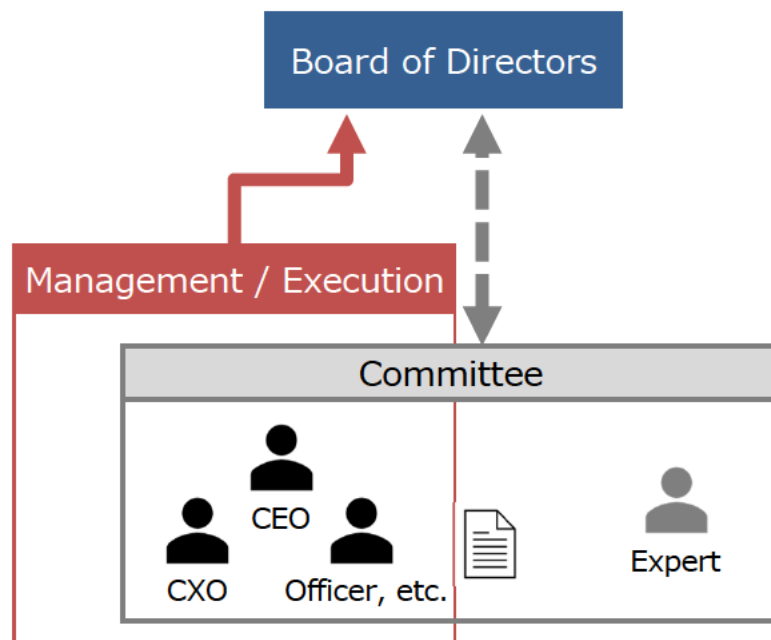 Board of Directors
Management / Execution
Committee
CEO
CXO
Officer, etc.
Expert